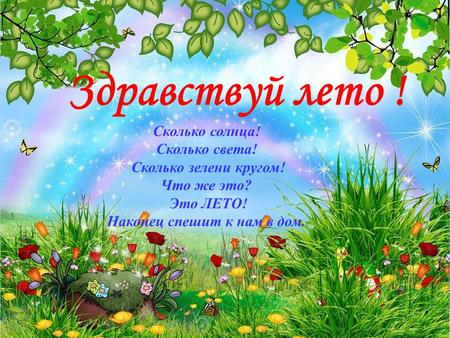 Здравствуй лето !
Сколько солнца!
Сколько света!
Сколько зелени кругом!
Что же это?
Это ЛЕТО!
Наконец спешит к нам в дом.